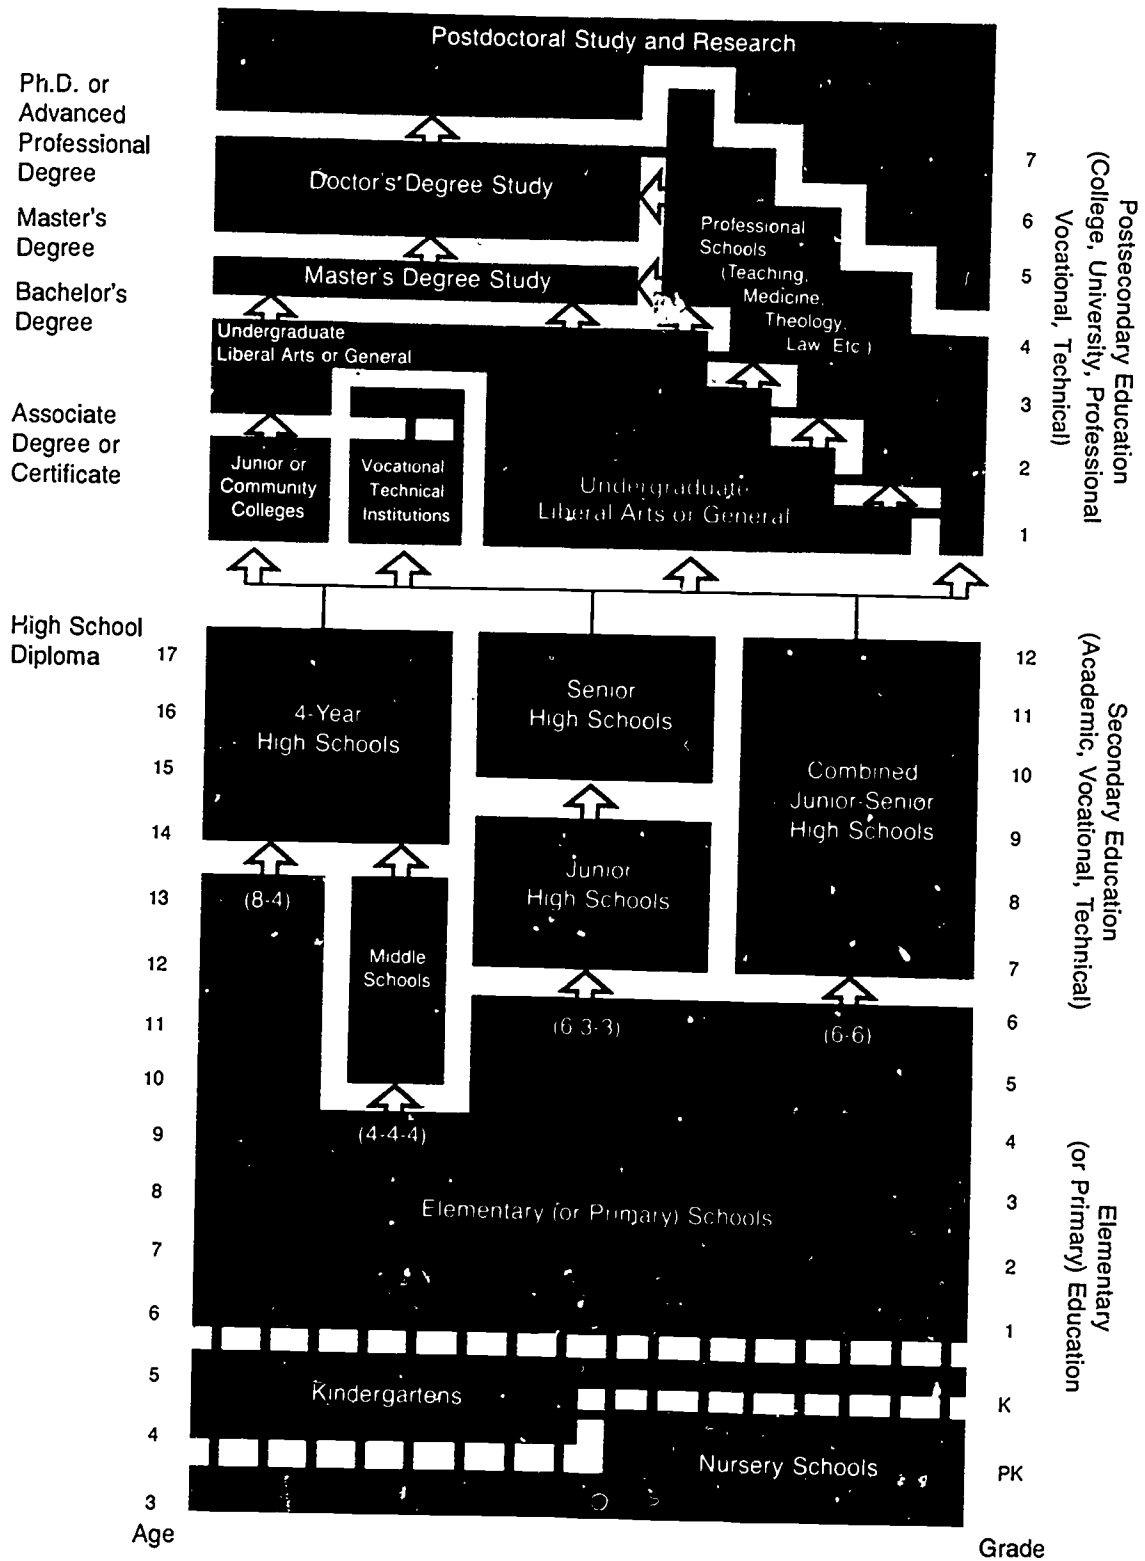 Postdoctoral Study and Research
Ph.D. or
Advanced
Professional
Degree
Doctor's Degree Study
Master's
Degree
Master's Degree Study
Bachelor's
Degree
Undergraduate
Liberal Arts or General
Professional
Schools
(Teaching,
Medicine,
Theology,
Law Etc )
7
6
5
4
3
2
1
Postsecondary Education
(College, University, Professional
Vocational, Technical)
Associate
Degree or
Certificate
Junior or
Community
Colleges
Vocational
Technical
Institutions
Undergraduate
Liberal Arts or General
High School
Diploma
17
16
15
14
13
12
11
10
9
8
7
6
5
4
3
Age
4-Year
High Schools
Senior
High Schools
Combined
Junior-Senior
High Schools
Junior
High Schools
(8-4)
Middle
Schools
(6 3-3)
(6-6)
(4-4-4)
Elementary (or Primary) Schools
Kindergartens
Nursery Schools
12
11
10
9
8
7
6
5
4
3
2
1
K
PK
Grade
Secondary Education
(Academic, Vocational, Technical)
Elementary
(or Primary) Education